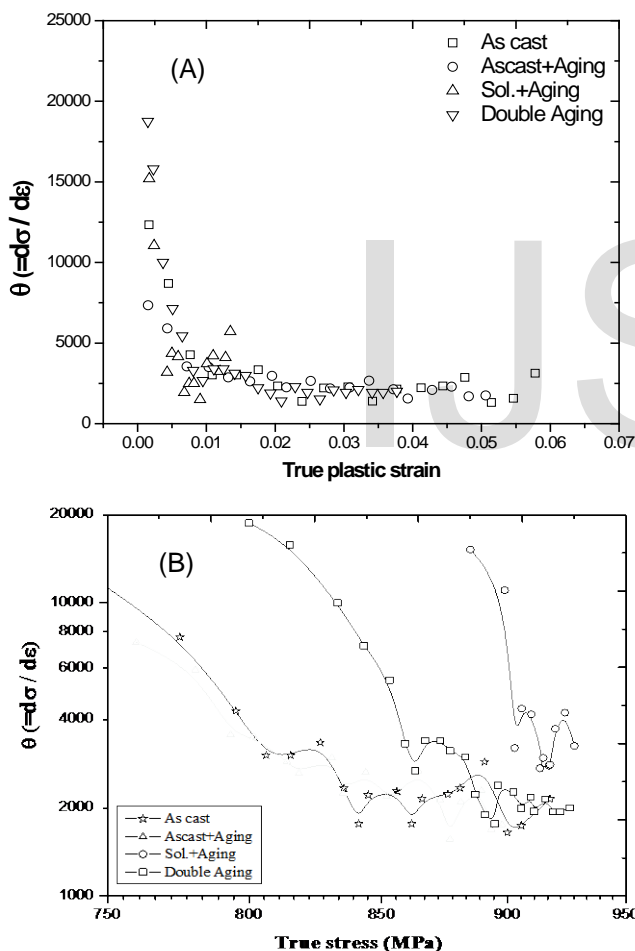 25000
20000
15000
10000
5000
0
θ (=dσ / dε)
(A)
As cast
Ascast+Aging
Sol.+Aging
Double Aging
IJS
0.00 0.01 0.02 0.03 0.04 0.05 0.06 0.07
True plastic strain
20000
10000
8000
6000
4000
2000
1000
θ (=dσ / dε)
(B)
As cast
Ascast+Aging
Sol.+Aging
Double Aging
750 800 850 900 950
True stress (MPa)